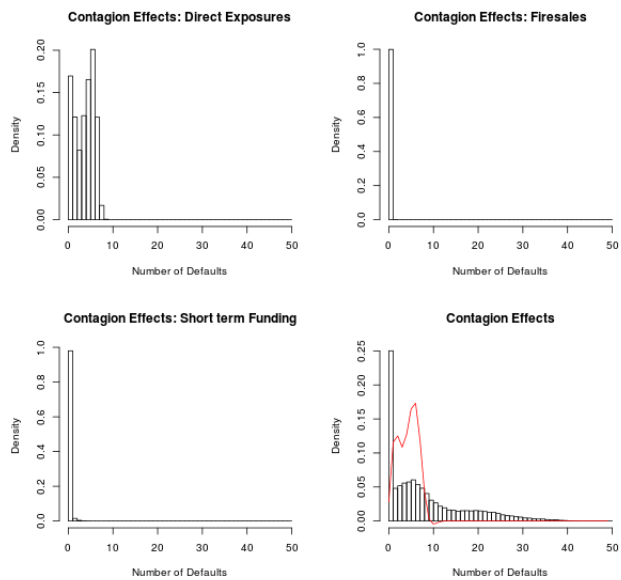 Contagion Effects: Direct Exposures
Density
0.00 0.05 0.10 0.15 0.20
0 10 20 30 40 50
Number of Defaults
Contagion Effects: Firesales
Density
0.0 0.2 0.4 0.6 0.8 1.0
0 10 20 30 40 50
Number of Defaults
Contagion Effects: Short term Funding
Density
0.0 0.2 0.4 0.6 0.8 1.0
0 10 20 30 40 50
Number of Defaults
Contagion Effects
Density
0.00 0.05 0.10 0.15 0.20 0.25
0 10 20 30 40 50
Number of Defaults